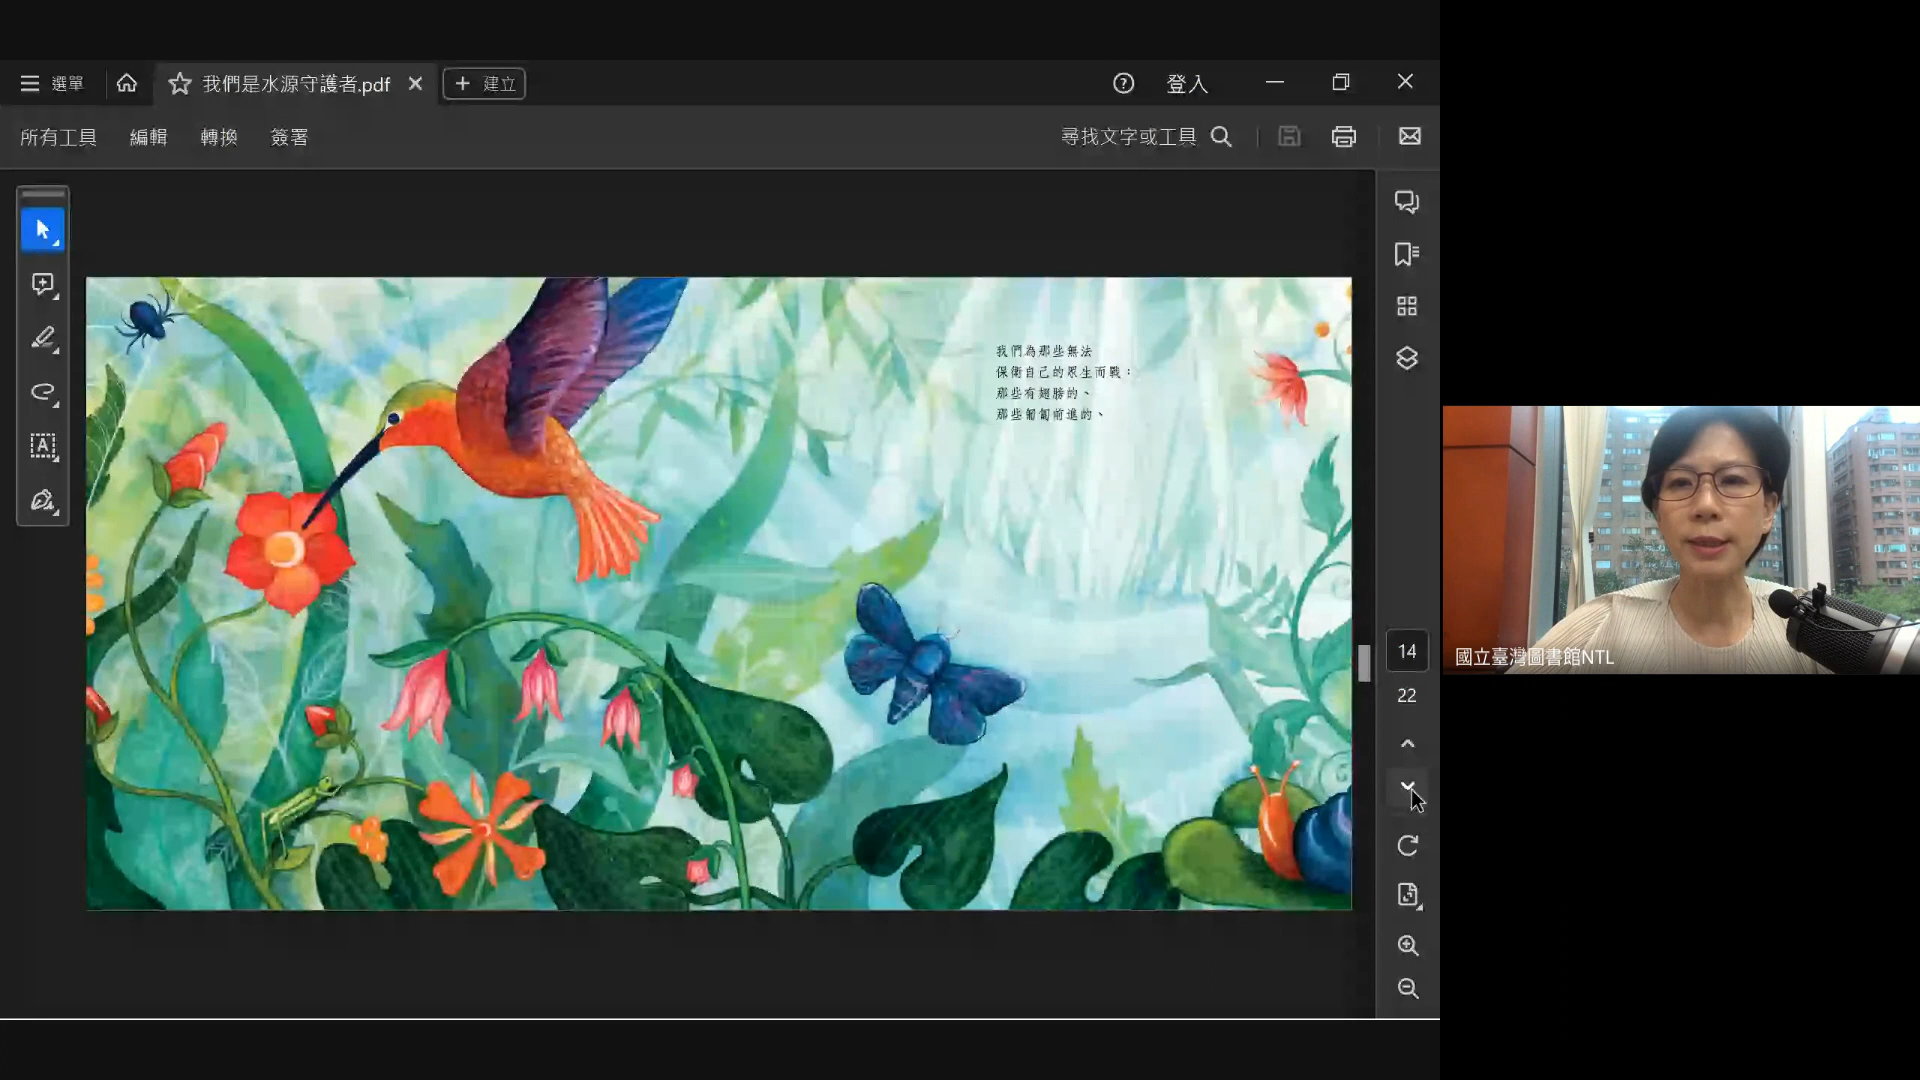 選單
我們是水源守護者.pdf
建立
登入
所有工具
編輯
轉換
簽署
尋找文字或工具
我們為那些無法
保衛自己的眾生而戰：
那些有翅膀的、
那些匍匐前進的、
14
22
國立臺灣圖書館NTL